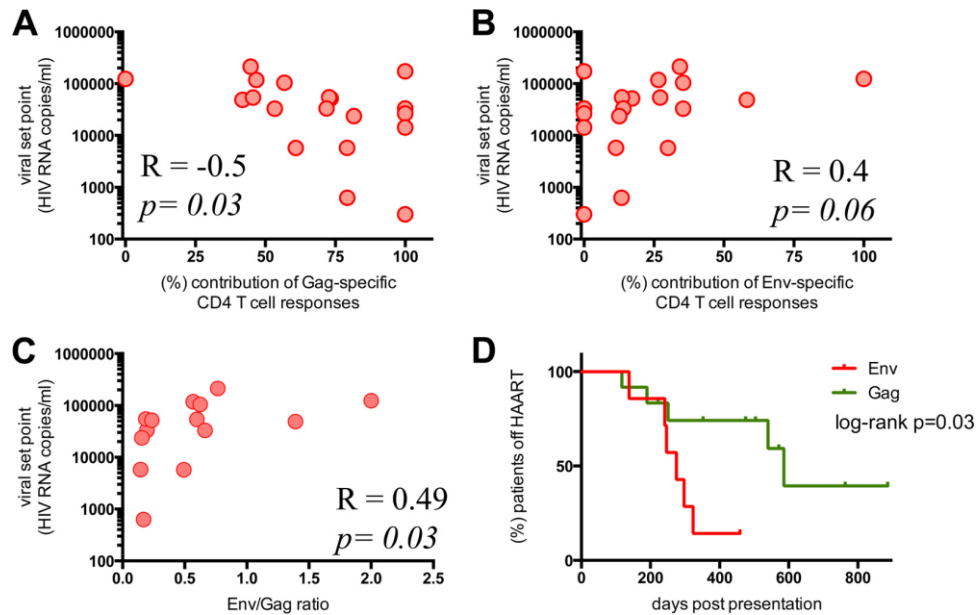 A
viral set point
(HIV RNA copies/ml)
1000000
100000
10000
1000
100
R = -0.5
p= 0.03
0 25 50 75 100
(%) contribution of Gag-specific
CD4 T cell responses
B
viral set point
(HIV RNA copies/ml)
1000000
100000
10000
1000
100
R = 0.4
p= 0.06
0 25 50 75 100
(%) contribution of Env-specific
CD4 T cell responses
C
viral set point
(HIV RNA copies/ml)
1000000
100000
10000
1000
100
R = 0.49
p= 0.03
0.0 0.5 1.0 1.5 2.0 2.5
Env/Gag ratio
D
(%) patients off HAART
100
50
0
Env
Gag
log-rank p=0.03
0 200 400 600 800
days post presentation